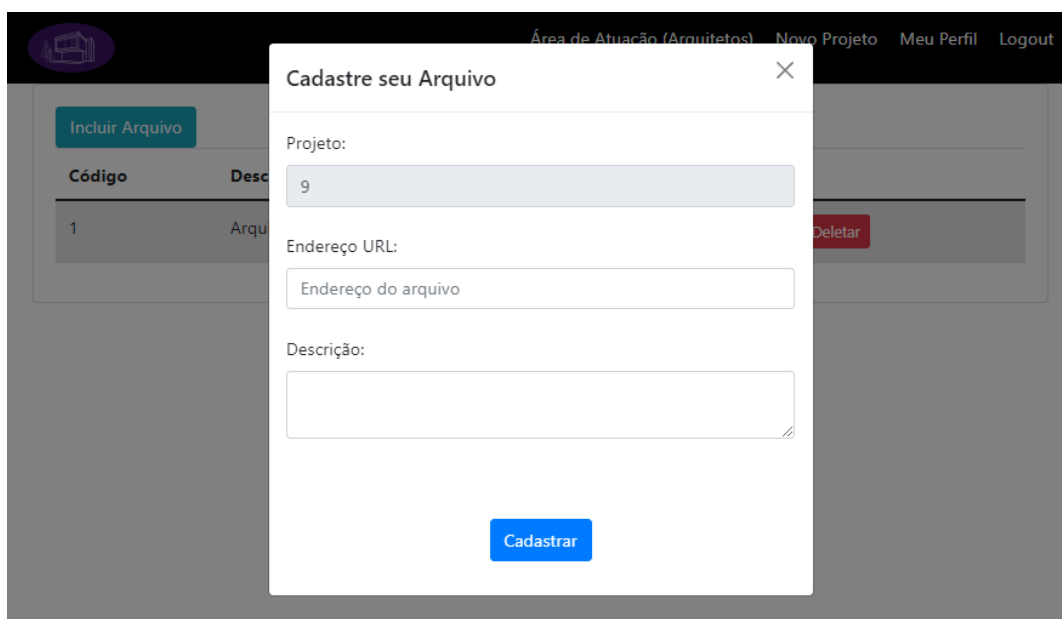 Área de Atuação (Arquitetos) Novo Projeto Meu Perfil Logout
Cadastre seu Arquivo
Incluir Arquivo
Projeto:
Código
9
1
Deletar
Endereço URL:
Endereço do arquivo
Descrição:
Cadastrar